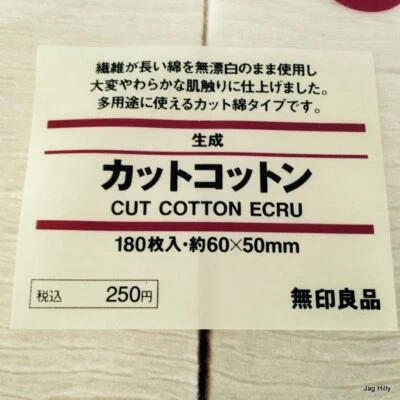 繊維が長い綿を無漂白のまま使用し
大変やわらかな肌触りに仕上げました。
多用途に使えるカット綿タイプです。
生成
カットコットン
CUT COTTON ECRU
180枚入・約60×50mm
税込 250円
無印良品
Jag Hilly